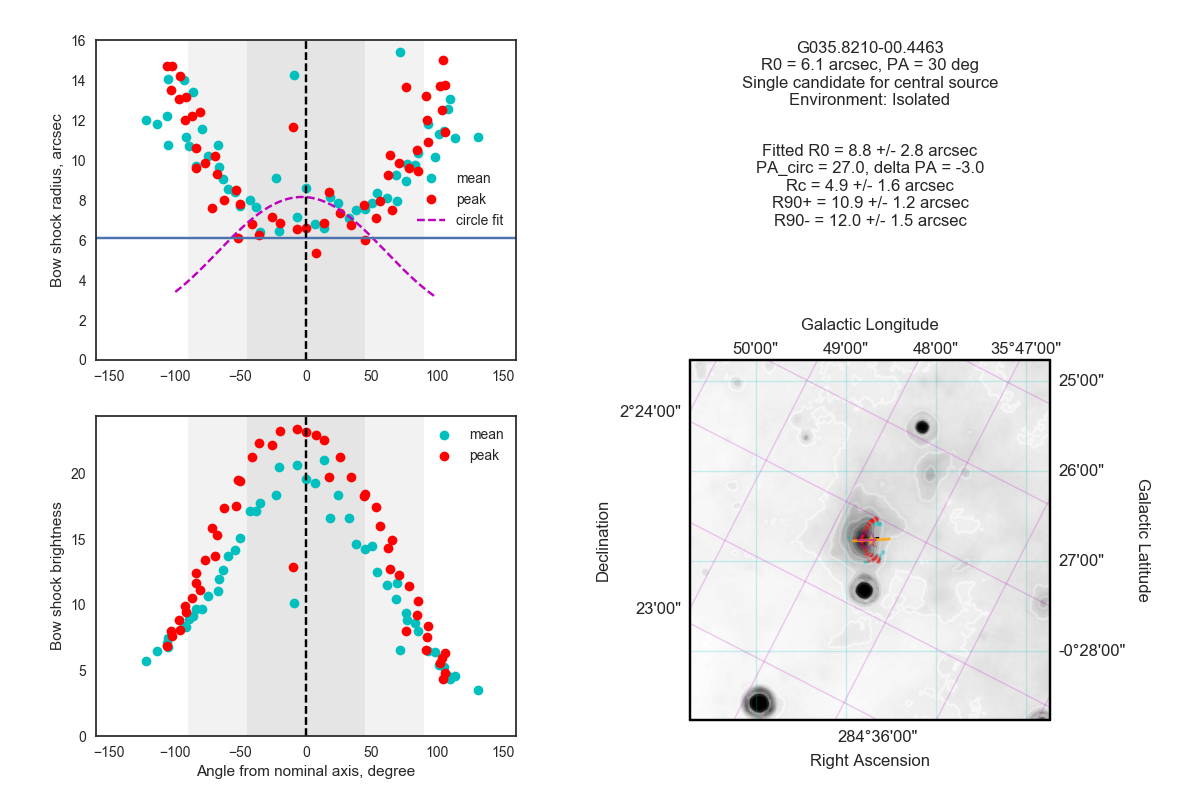 16
14
12
10
8
6
4
2
0
Bow shock radius, arcsec
mean
peak
circle fit
−150
−100
−50
0
50
100
150
20
15
10
5
0
Bow shock brightness
mean
peak
−150
−100
−50
0
50
100
150
Angle from nominal axis, degree
G035.8210-00.4463
R0 = 6.1 arcsec, PA = 30 deg
Single candidate for central source
Environment: Isolated
Fitted R0 = 8.8 +/- 2.8 arcsec
PA_circ = 27.0, delta PA = -3.0
Rc = 4.9 +/- 1.6 arcsec
R90+ = 10.9 +/- 1.2 arcsec
R90- = 12.0 +/- 1.5 arcsec
Galactic Longitude
50'00"
49'00"
48'00"
35°47'00"
25'00"
26'00"
27'00"
-0°28'00"
Galactic Latitude
2°24'00"
23'00"
Declination
284°36'00"
Right Ascension